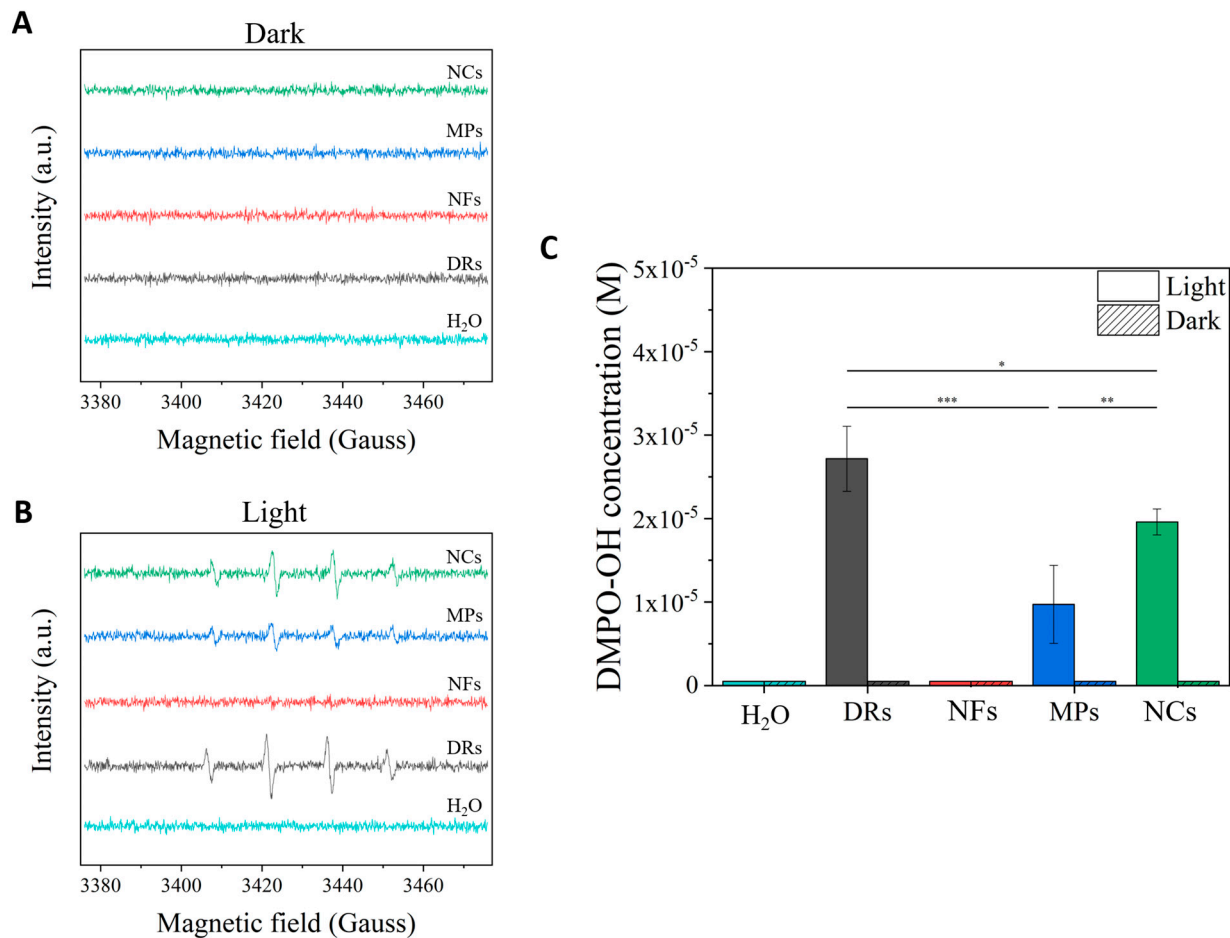 A
Dark
NCs
MPs
NFs
DRs
H₂O
Intensity (a.u.)
3380 3400 3420 3440 3460
Magnetic field (Gauss)
B
Light
NCs
MPs
NFs
DRs
H₂O
Intensity (a.u.)
3380 3400 3420 3440 3460
Magnetic field (Gauss)
C
DMPO-OH concentration (M)
5x10⁻⁵
4x10⁻⁵
3x10⁻⁵
2x10⁻⁵
1x10⁻⁵
0
Light
Dark
*
*** **
H₂O DRs NFs MPs NCs